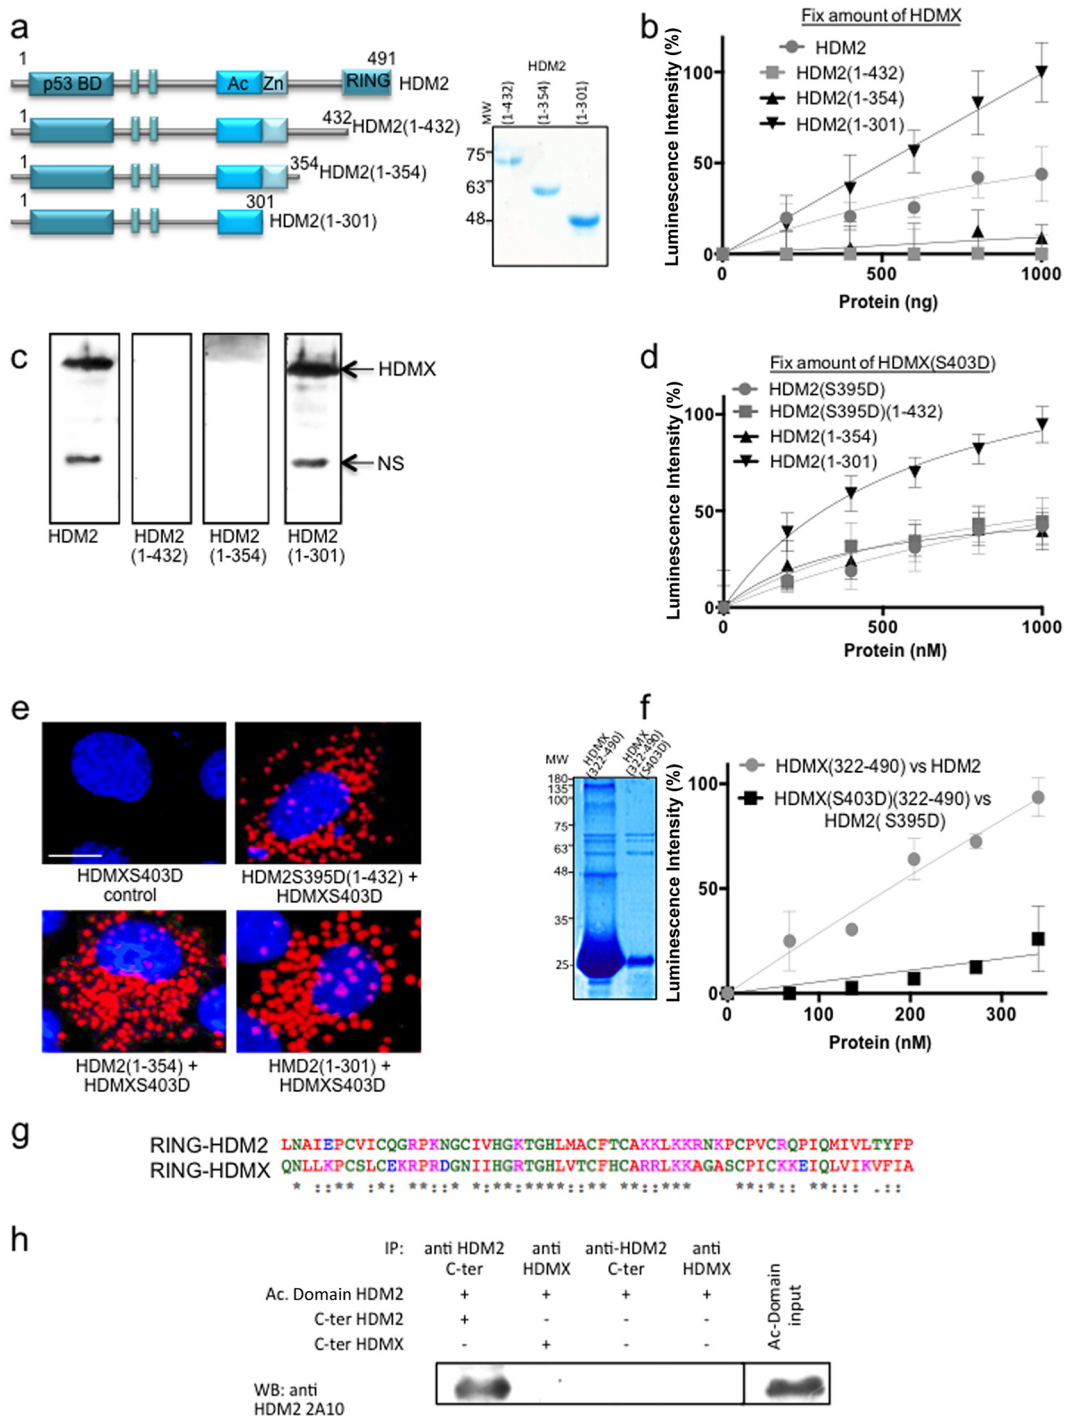 a
1
491
p53 BD
Ac
Zn
RING
HDM2
1
432
HDM2(1-432)
1
354
HDM2(1-354)
1
301
HDM2(1-301)
HDM2
MW
(1-432)
(1-354)
(1-301)
75
63
48
b
Fix amount of HDMX
HDM2
HDM2(1-432)
HDM2(1-354)
HDM2(1-301)
Luminescence Intensity (%)
100
50
0
0
500
1000
Protein (ng)
c
HDMX
NS
HDM2
HDM2
(1-432)
HDM2
(1-354)
HDM2
(1-301)
d
Fix amount of HDMX(S403D)
HDM2(S395D)
HDM2(S395D)(1-432)
HDM2(1-354)
HDM2(1-301)
Luminescence Intensity (%)
100
50
0
0
500
1000
Protein (nM)
e
HDMXS403D
control
HDM2S395D(1-432) +
HDMXS403D
HDM2(1-354) +
HDMXS403D
HMD2(1-301) +
HDMXS403D
f
MW
HDMX
(322-490)
HDMX
(322-490)
(S403D)
180
135
100
75
63
48
35
25
HDMX(322-490) vs HDM2
HDMX(S403D)(322-490) vs
HDM2( S395D)
Luminescence Intensity (%)
100
50
0
0
100
200
300
Protein (nM)
g
RING-HDM2 LNAIEPCVICQGRPKNGCIVHGKTGHLMACFTCAKKLKKRNKPCPVCRQPIQMIVLTYFP
RING-HDMX QNLLKPCSLCEKRPRDGNIIHGRTGHLVTCFHCARRLKKAGASCPICKKEIQLVIKVFIA
* ::** :*: **:* *:**:****::** **::*** **:*:: **::* .::
h
IP:
anti HDM2
C-ter
anti
HDMX
anti-HDM2
C-ter
anti
HDMX
Ac-Domain
input
Ac. Domain HDM2 + + + +
C-ter HDM2 + - - -
C-ter HDMX - + - -
WB: anti
HDM2 2A10